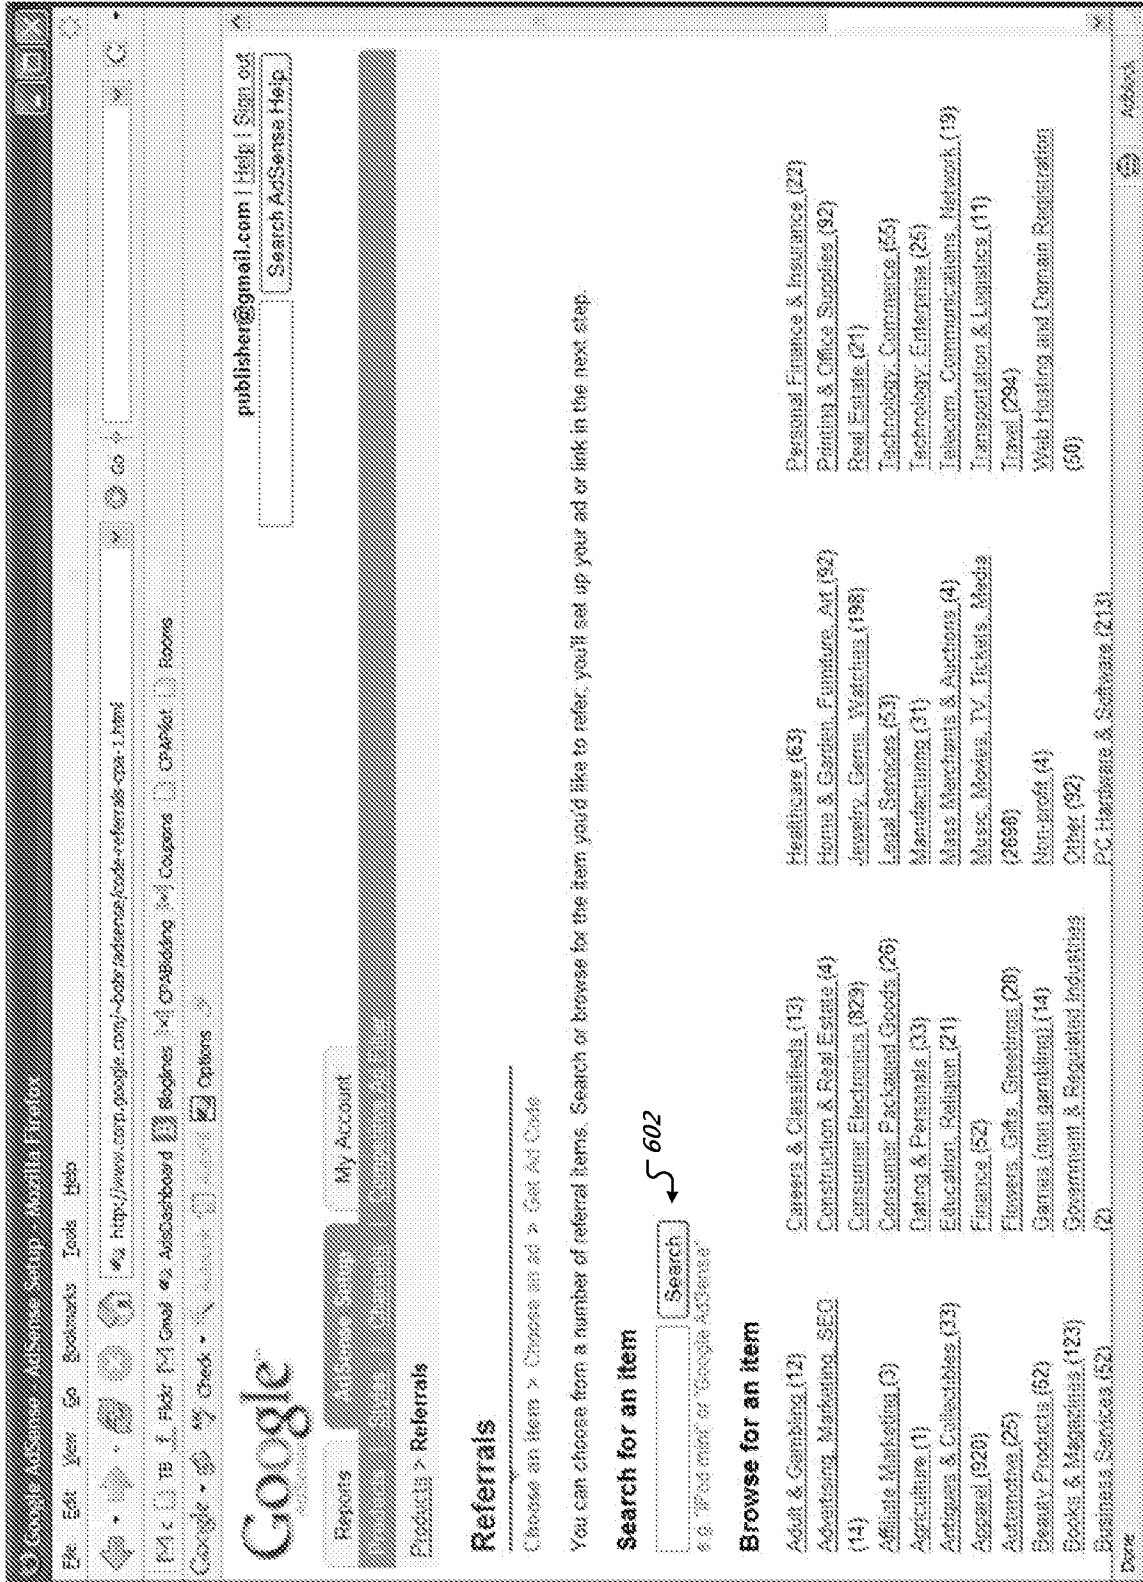 Google AdSense - AdSense Setup - Mozilla Firefox
File Edit View Go Bookmarks Tools Help
http://www.corp.google.com/~bobr/adsense/code-referrals-cpa-1.html
Go
TB Gmail AdsDashboard Bloglines CPABidding Coupons CPAPilot Rooms
Google Check Options
Google
publisher@gmail.com | Help | Sign out
Search AdSense Help
Reports
My Account
Products > Referrals
Referrals
Choose an item > Choose an ad > Get Ad Code
You can choose from a number of referral items. Search or browse for the item you'd like to refer; you'll set up your ad or link in the next step.
Search for an item
Search
602
e.g. "iPod mini" or "Google AdSense"
Browse for an item
Adult & Gambling (12)
Advertising, Marketing, SEO
(14)
Affiliate Marketing (3)
Agriculture (1)
Antiques & Collectibles (33)
Apparel (920)
Automotive (25)
Beauty Products (62)
Books & Magazines (123)
Business Services (52)
Careers & Classifieds (13)
Construction & Real Estate (4)
Consumer Electronics (829)
Consumer Packaged Goods (26)
Dating & Personals (33)
Education, Religion (21)
Finance (52)
Flowers, Gifts, Greetings (28)
Games (non gambling) (14)
Government & Regulated Industries
(2)
Healthcare (63)
Home & Garden, Furniture, Art (92)
Jewelry, Gems, Watches (198)
Legal Services (53)
Manufacturing (31)
Mass Merchants & Auctions (4)
Music, Movies, TV, Tickets, Media
(2698)
Non-profit (4)
Other (92)
PC Hardware & Software (213)
Personal Finance & Insurance (22)
Printing & Office Supplies (92)
Real Estate (21)
Technology, Commerce (55)
Technology, Enterprise (25)
Telecom, Communications, Network (19)
Transportation & Logistics (11)
Travel (294)
Web Hosting and Domain Registration
(50)
Done
Adblock